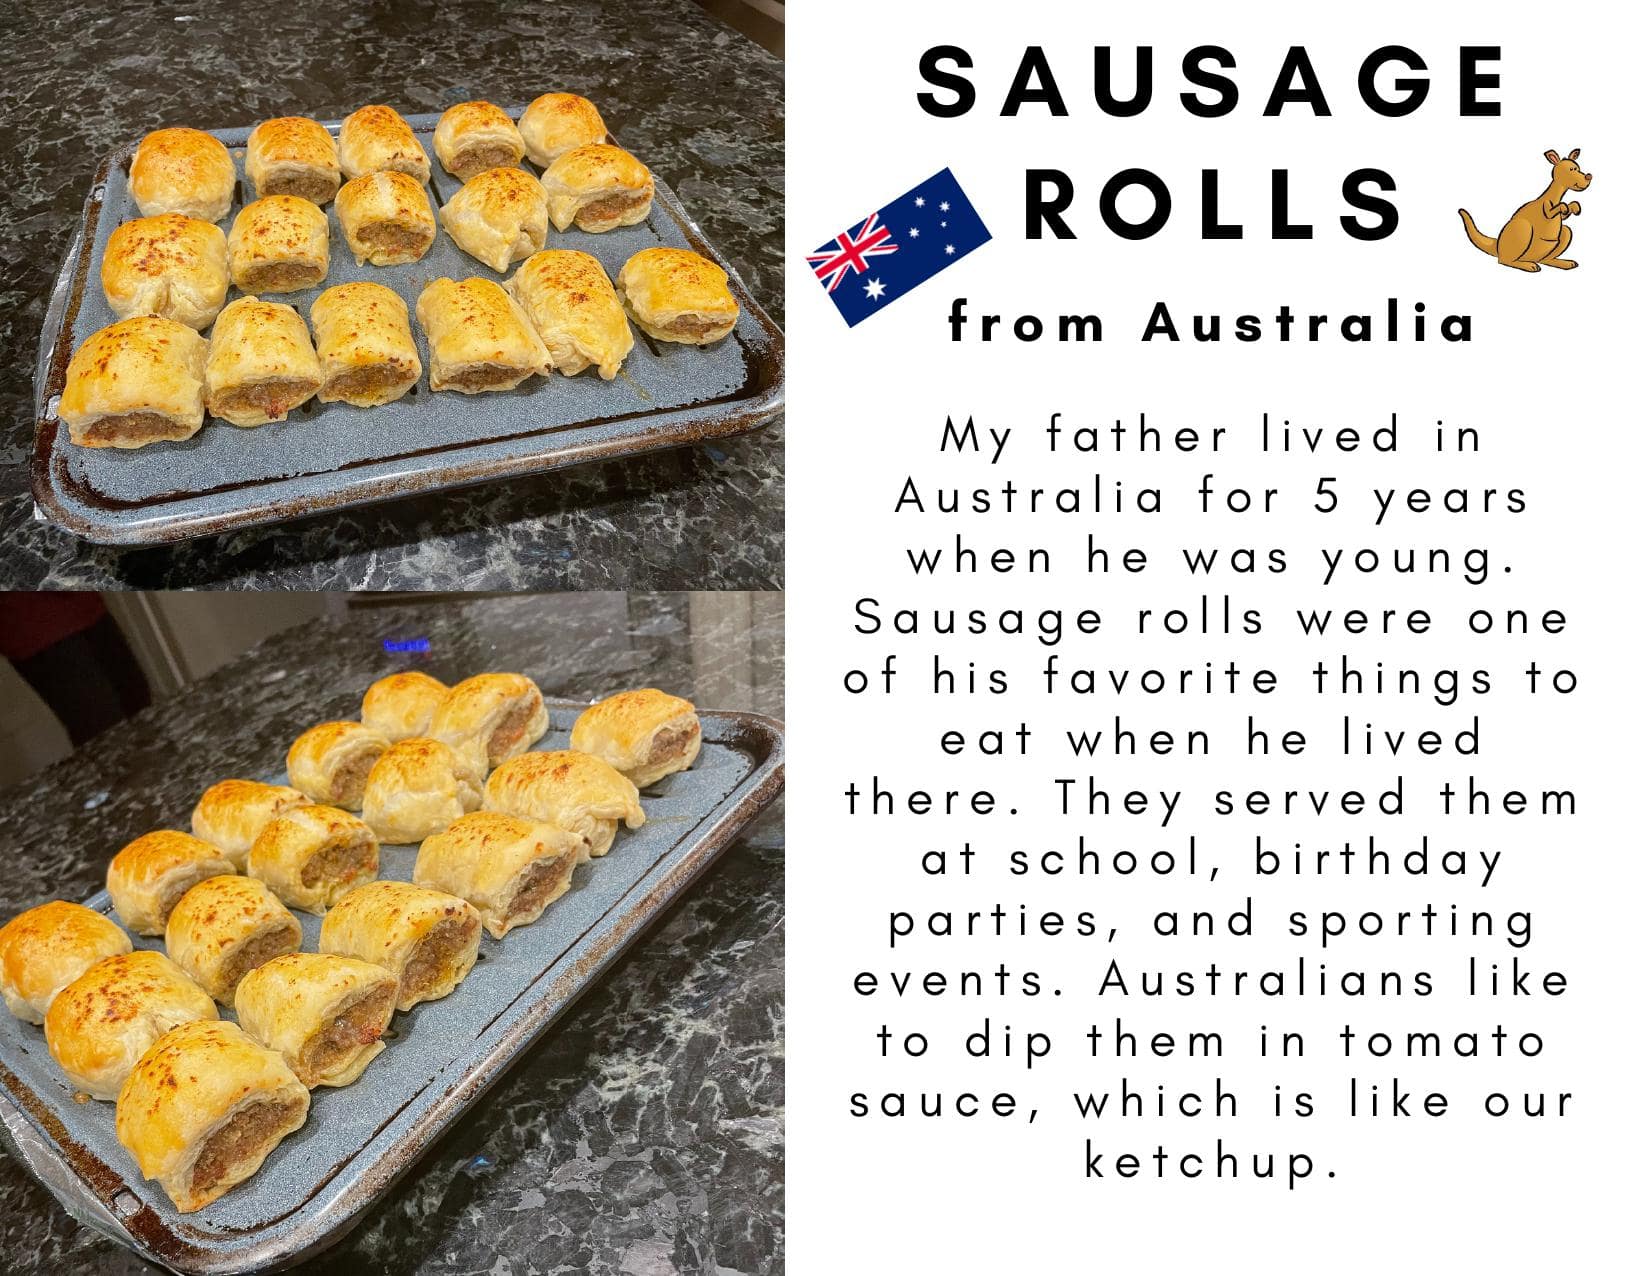 SAUSAGE
ROLLS
from Australia
My father lived in
Australia for 5 years
when he was young.
Sausage rolls were one
of his favorite things to
eat when he lived
there. They served them
at school, birthday
parties, and sporting
events. Australians like
to dip them in tomato
sauce, which is like our
ketchup.